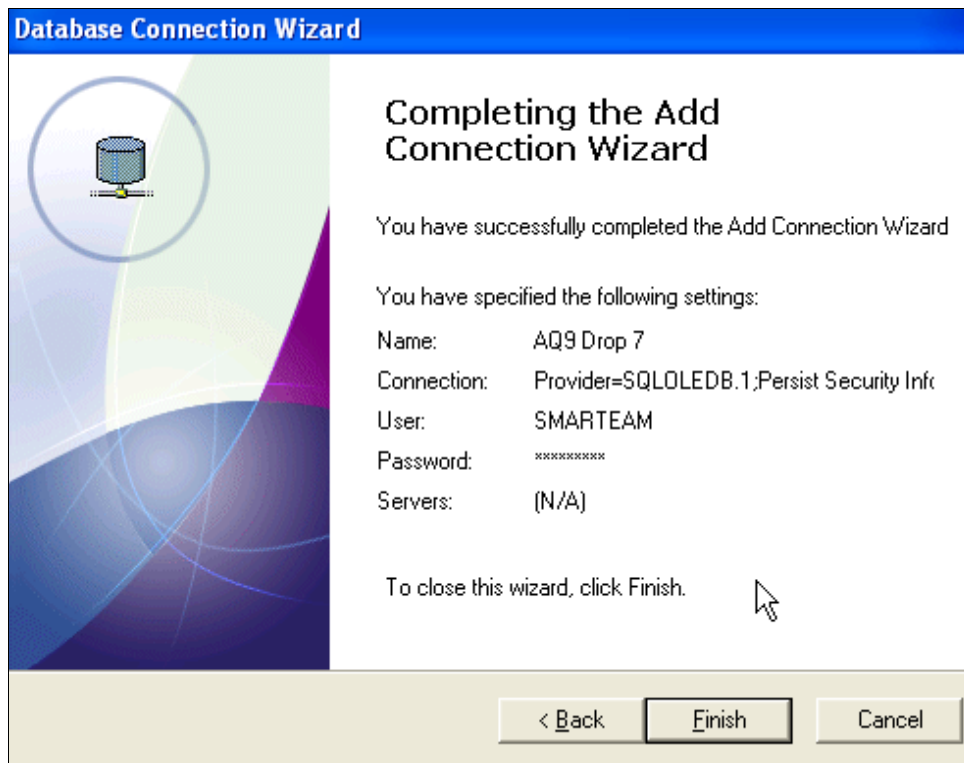 Database Connection Wizard
Completing the Add
Connection Wizard
You have successfully completed the Add Connection Wizard
You have specified the following settings:
Name: AQ9 Drop 7
Connection: Provider=SQLOLEDB.1;Persist Security Info
User: SMARTEAM
Password: *********
Servers: (N/A)
To close this wizard, click Finish.
< Back Finish Cancel